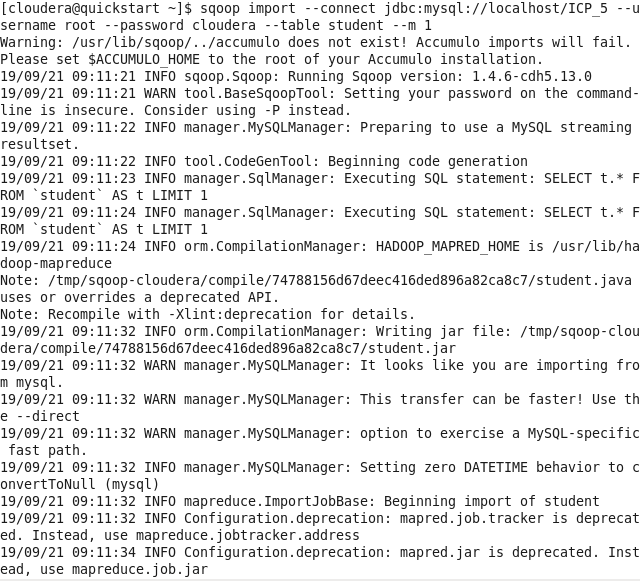 [cloudera@quickstart ~]$ sqoop import --connect jdbc:mysql://localhost/ICP_5 --u
sername root --password cloudera --table student --m 1
Warning: /usr/lib/sqoop/../accumulo does not exist! Accumulo imports will fail.
Please set $ACCUMULO_HOME to the root of your Accumulo installation.
19/09/21 09:11:21 INFO sqoop.Sqoop: Running Sqoop version: 1.4.6-cdh5.13.0
19/09/21 09:11:21 WARN tool.BaseSqoopTool: Setting your password on the command-
line is insecure. Consider using -P instead.
19/09/21 09:11:22 INFO manager.MySQLManager: Preparing to use a MySQL streaming
resultset.
19/09/21 09:11:22 INFO tool.CodeGenTool: Beginning code generation
19/09/21 09:11:23 INFO manager.SqlManager: Executing SQL statement: SELECT t.* F
ROM `student` AS t LIMIT 1
19/09/21 09:11:24 INFO manager.SqlManager: Executing SQL statement: SELECT t.* F
ROM `student` AS t LIMIT 1
19/09/21 09:11:24 INFO orm.CompilationManager: HADOOP_MAPRED_HOME is /usr/lib/ha
doop-mapreduce
Note: /tmp/sqoop-cloudera/compile/74788156d67deec416ded896a82ca8c7/student.java
uses or overrides a deprecated API.
Note: Recompile with -Xlint:deprecation for details.
19/09/21 09:11:32 INFO orm.CompilationManager: Writing jar file: /tmp/sqoop-clou
dera/compile/74788156d67deec416ded896a82ca8c7/student.jar
19/09/21 09:11:32 WARN manager.MySQLManager: It looks like you are importing fro
m mysql.
19/09/21 09:11:32 WARN manager.MySQLManager: This transfer can be faster! Use th
e --direct
19/09/21 09:11:32 WARN manager.MySQLManager: option to exercise a MySQL-specific
 fast path.
19/09/21 09:11:32 INFO manager.MySQLManager: Setting zero DATETIME behavior to c
onvertToNull (mysql)
19/09/21 09:11:32 INFO mapreduce.ImportJobBase: Beginning import of student
19/09/21 09:11:32 INFO Configuration.deprecation: mapred.job.tracker is deprecat
ed. Instead, use mapreduce.jobtracker.address
19/09/21 09:11:34 INFO Configuration.deprecation: mapred.jar is deprecated. Inst
ead, use mapreduce.job.jar